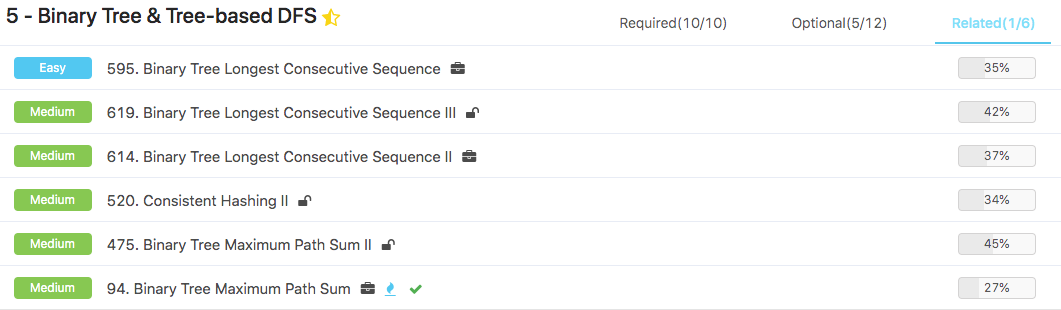 5 - Binary Tree & Tree-based DFS
Required(10/10) Optional(5/12) Related(1/6)
Easy 595. Binary Tree Longest Consecutive Sequence 35%
Medium 619. Binary Tree Longest Consecutive Sequence III 42%
Medium 614. Binary Tree Longest Consecutive Sequence II 37%
Medium 520. Consistent Hashing II 34%
Medium 475. Binary Tree Maximum Path Sum II 45%
Medium 94. Binary Tree Maximum Path Sum 27%